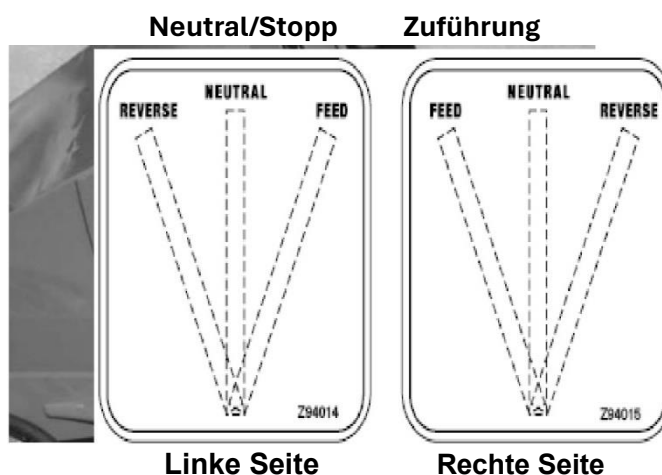 Neutral/Stopp Zuführung
NEUTRAL
REVERSE FEED
Z94014
NEUTRAL
FEED REVERSE
Z94015
Linke Seite Rechte Seite